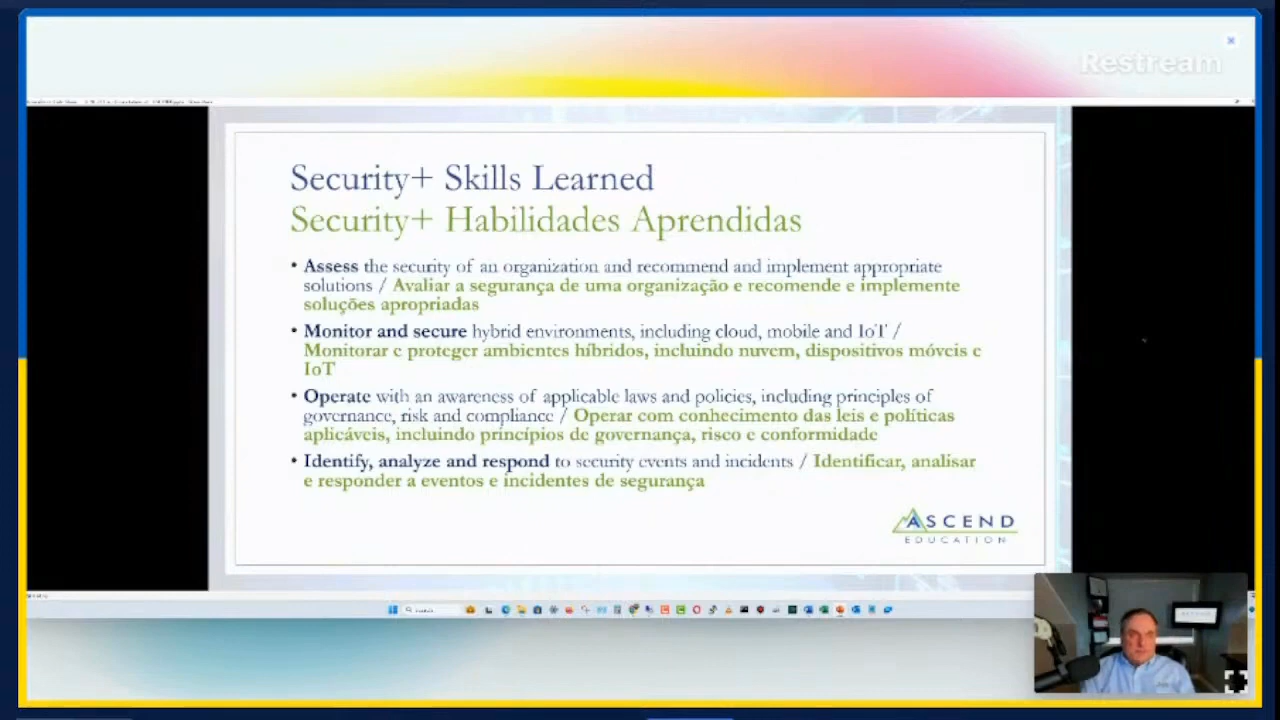 Restream
Security+ Skills Learned
Security+ Habilidades Aprendidas
• Assess the security of an organization and recommend and implement appropriate
solutions / Avaliar a segurança de uma organização e recomende e implemente
soluções apropriadas
• Monitor and secure hybrid environments, including cloud, mobile and IoT /
Monitorar e proteger ambientes híbridos, incluindo nuvem, dispositivos móveis e
IoT
• Operate with an awareness of applicable laws and policies, including principles of
governance, risk and compliance / Operar com conhecimento das leis e políticas
aplicáveis, incluindo princípios de governança, risco e conformidade
• Identify, analyze and respond to security events and incidents / Identificar, analisar
e responder a eventos e incidentes de segurança
ASCEND
EDUCATION
Search
ASCEND